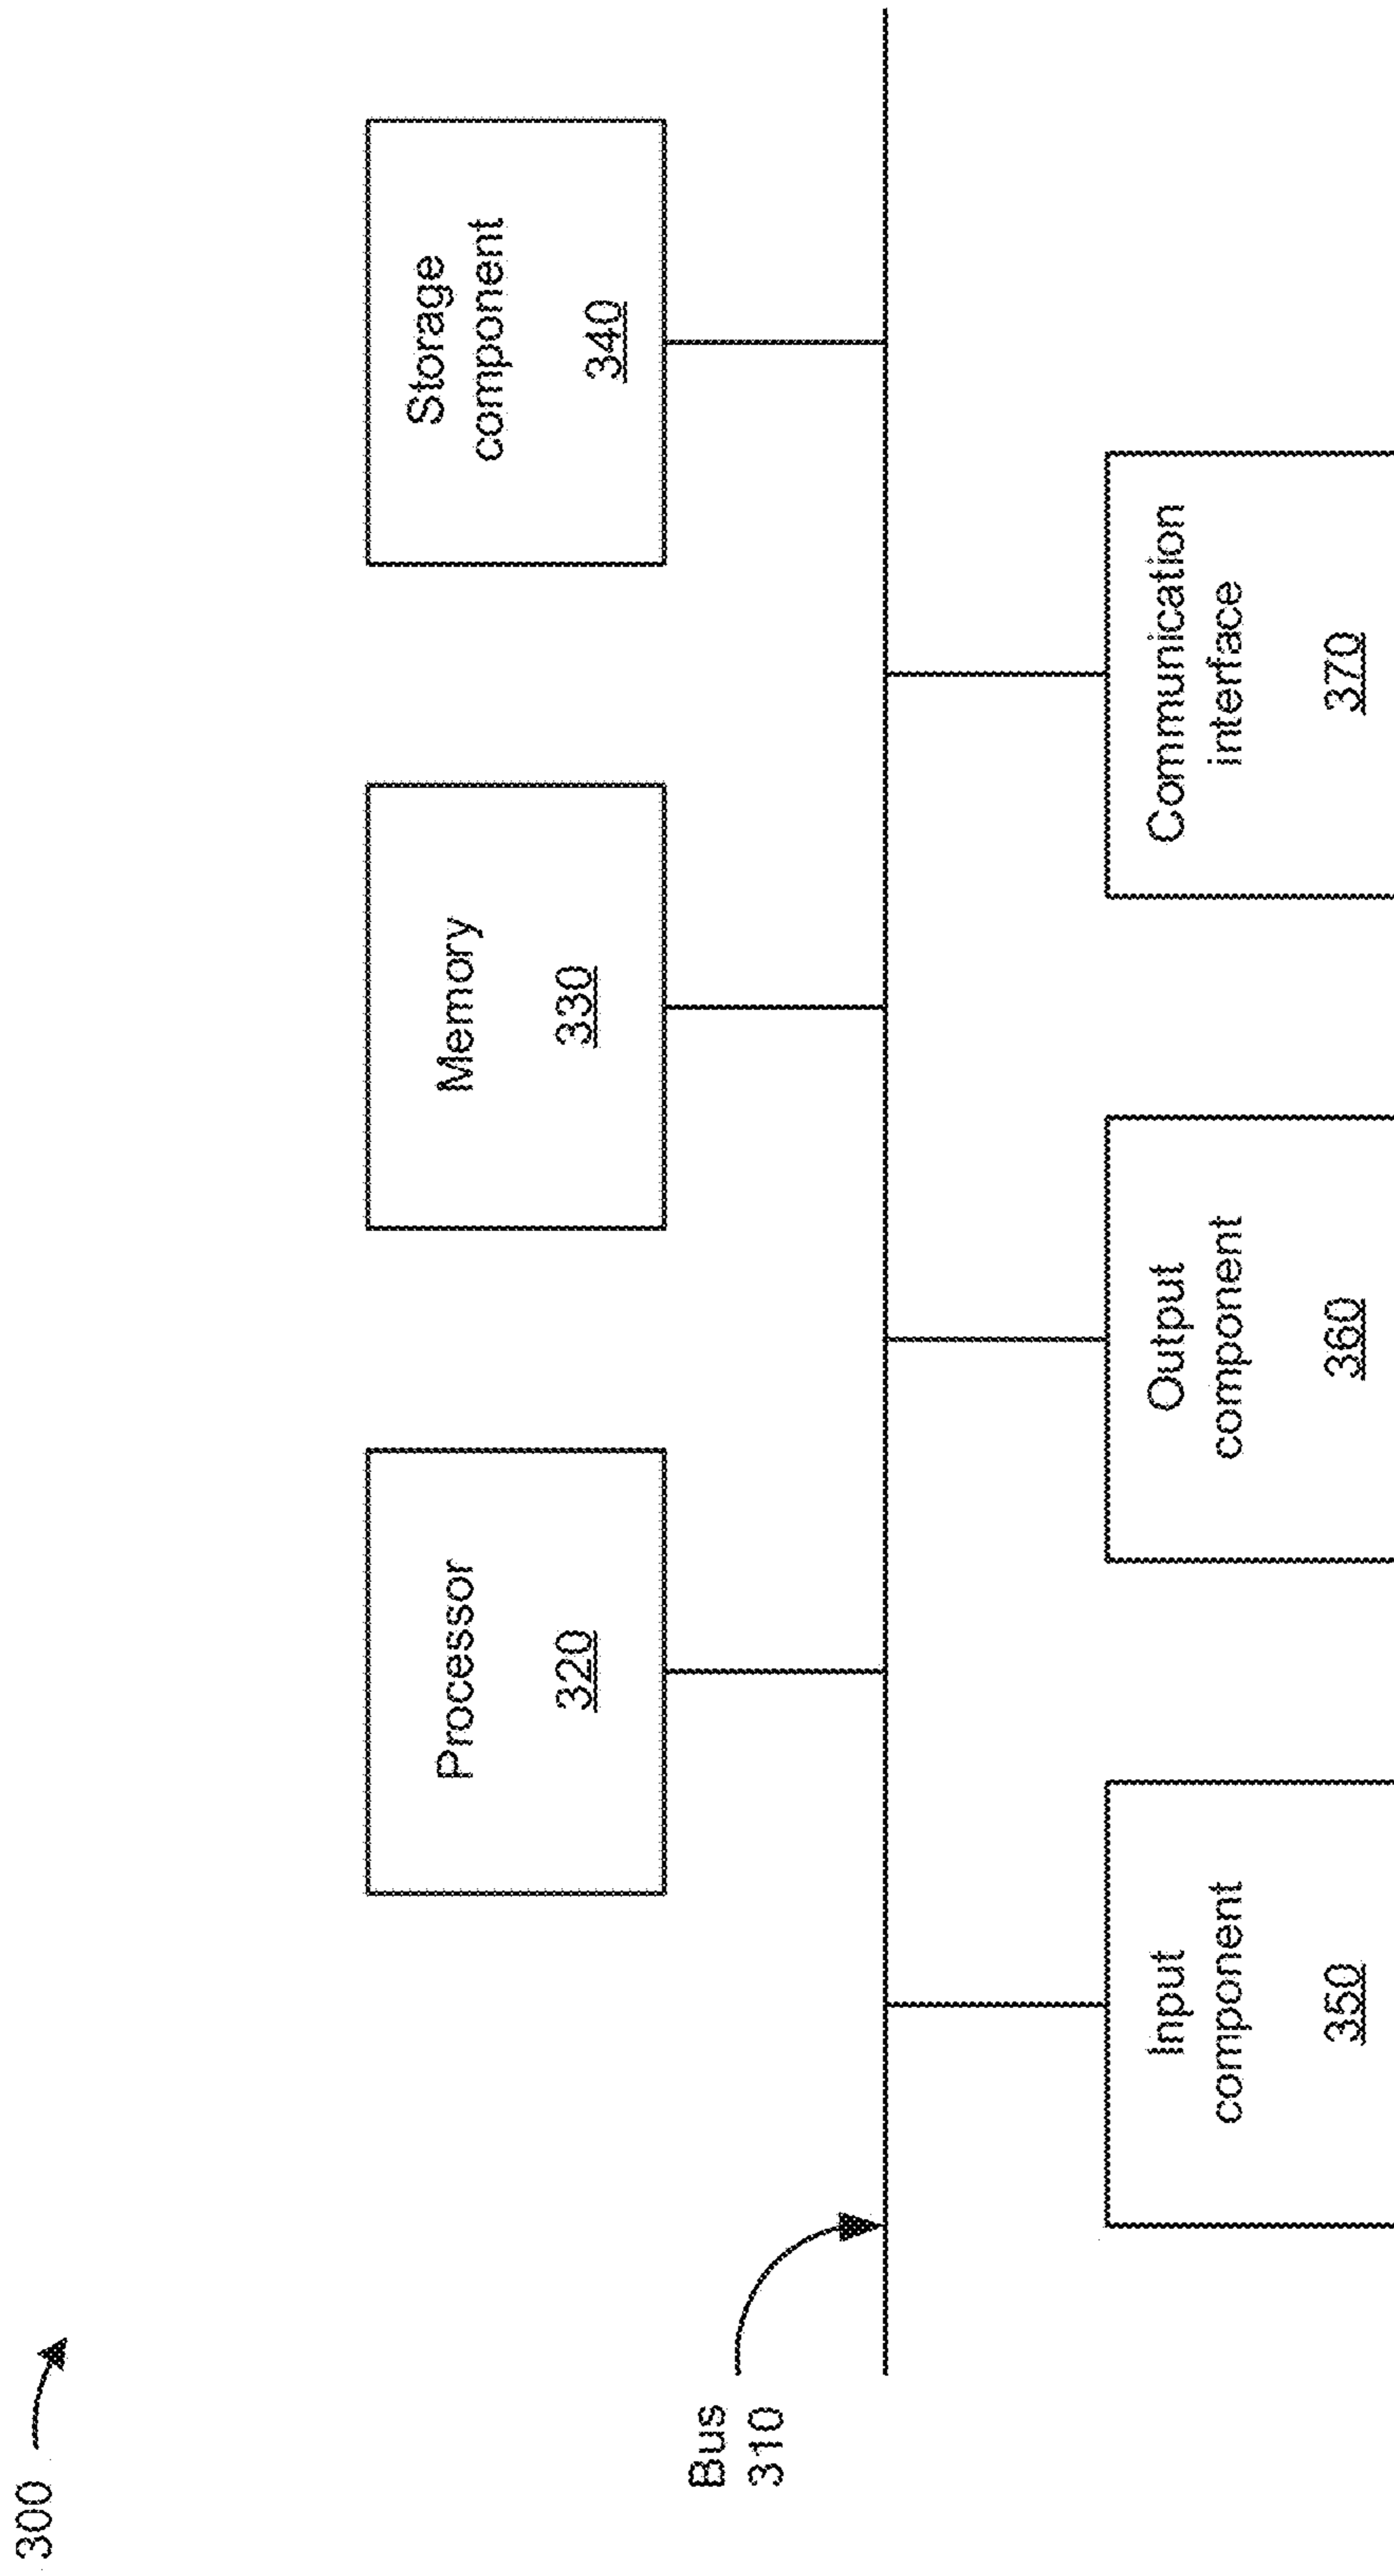 300
Processor
320
Memory
330
Storage
component
340
Bus
310
Input
component
350
Output
component
360
Communication
interface
370